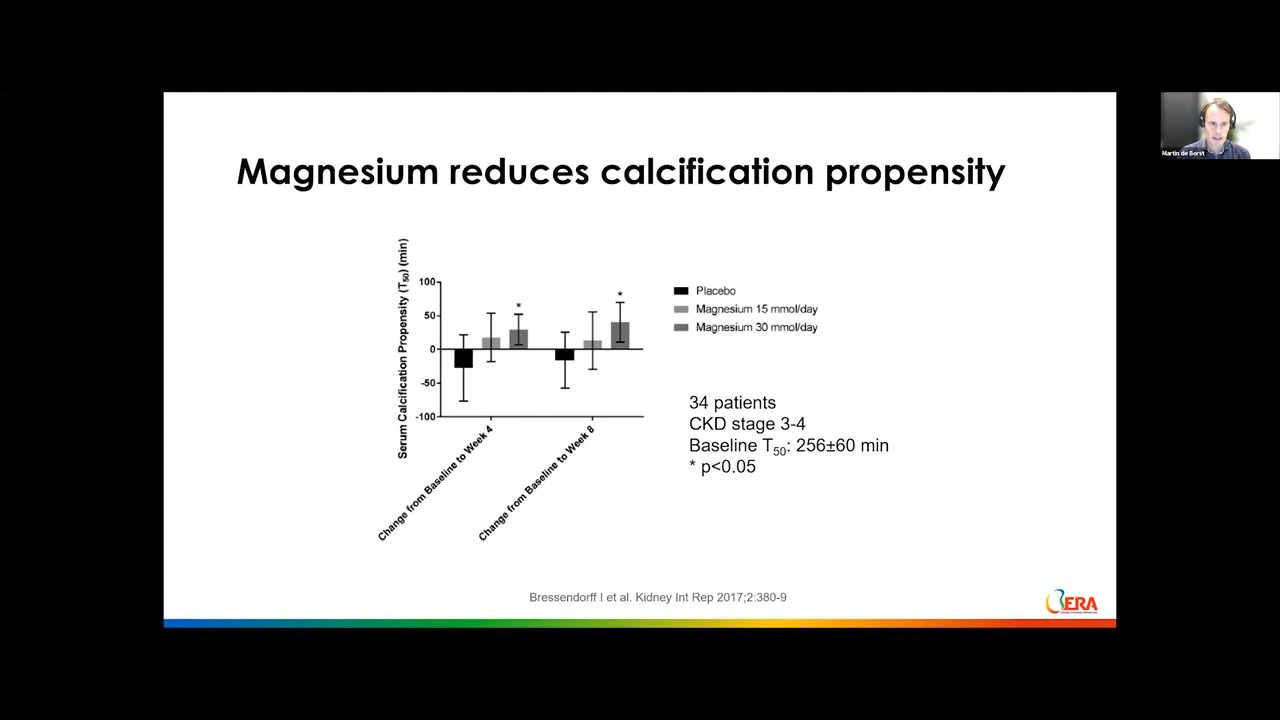 Martin de Borst
Magnesium reduces calcification propensity
Serum Calcification Propensity (T50) (min)
100
50
0
-50
-100
*
*
Change from Baseline to Week 4
Change from Baseline to Week 8
Placebo
Magnesium 15 mmol/day
Magnesium 30 mmol/day
34 patients
CKD stage 3-4
Baseline T50: 256±60 min
* p<0.05
Bressendorff I et al. Kidney Int Rep 2017;2:380-9
ERA